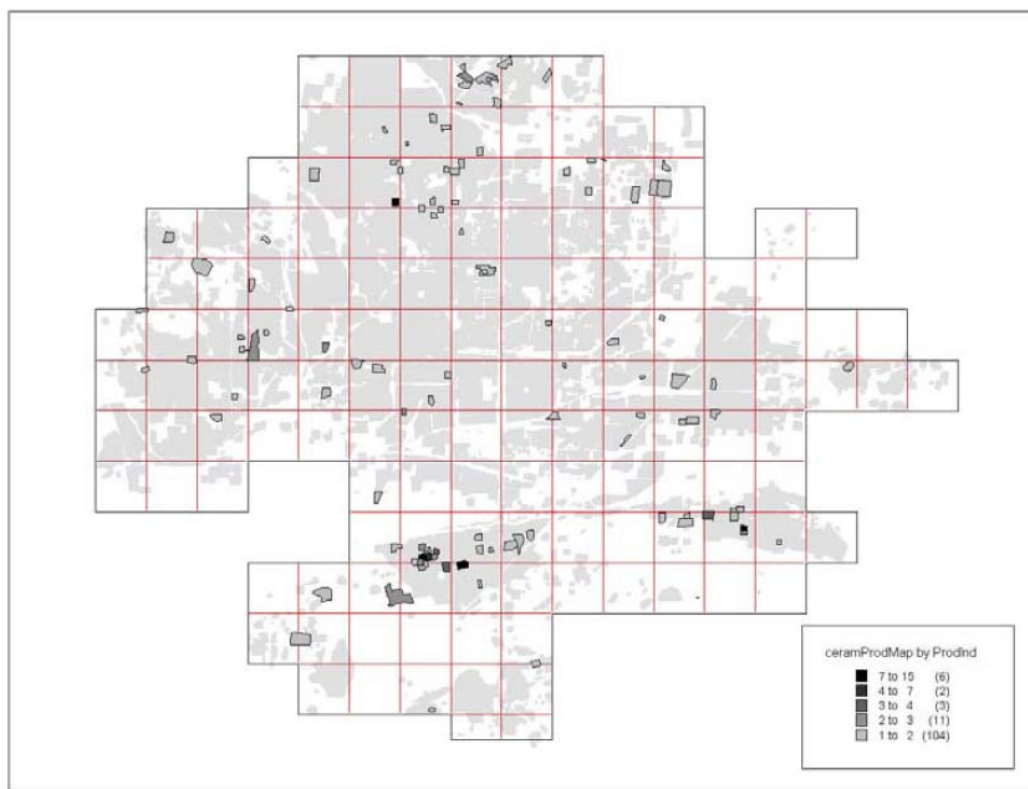 ceramProdMap by ProdInd
7 to 15 (6)
4 to 7 (2)
3 to 4 (3)
2 to 3 (11)
1 to 2 (104)